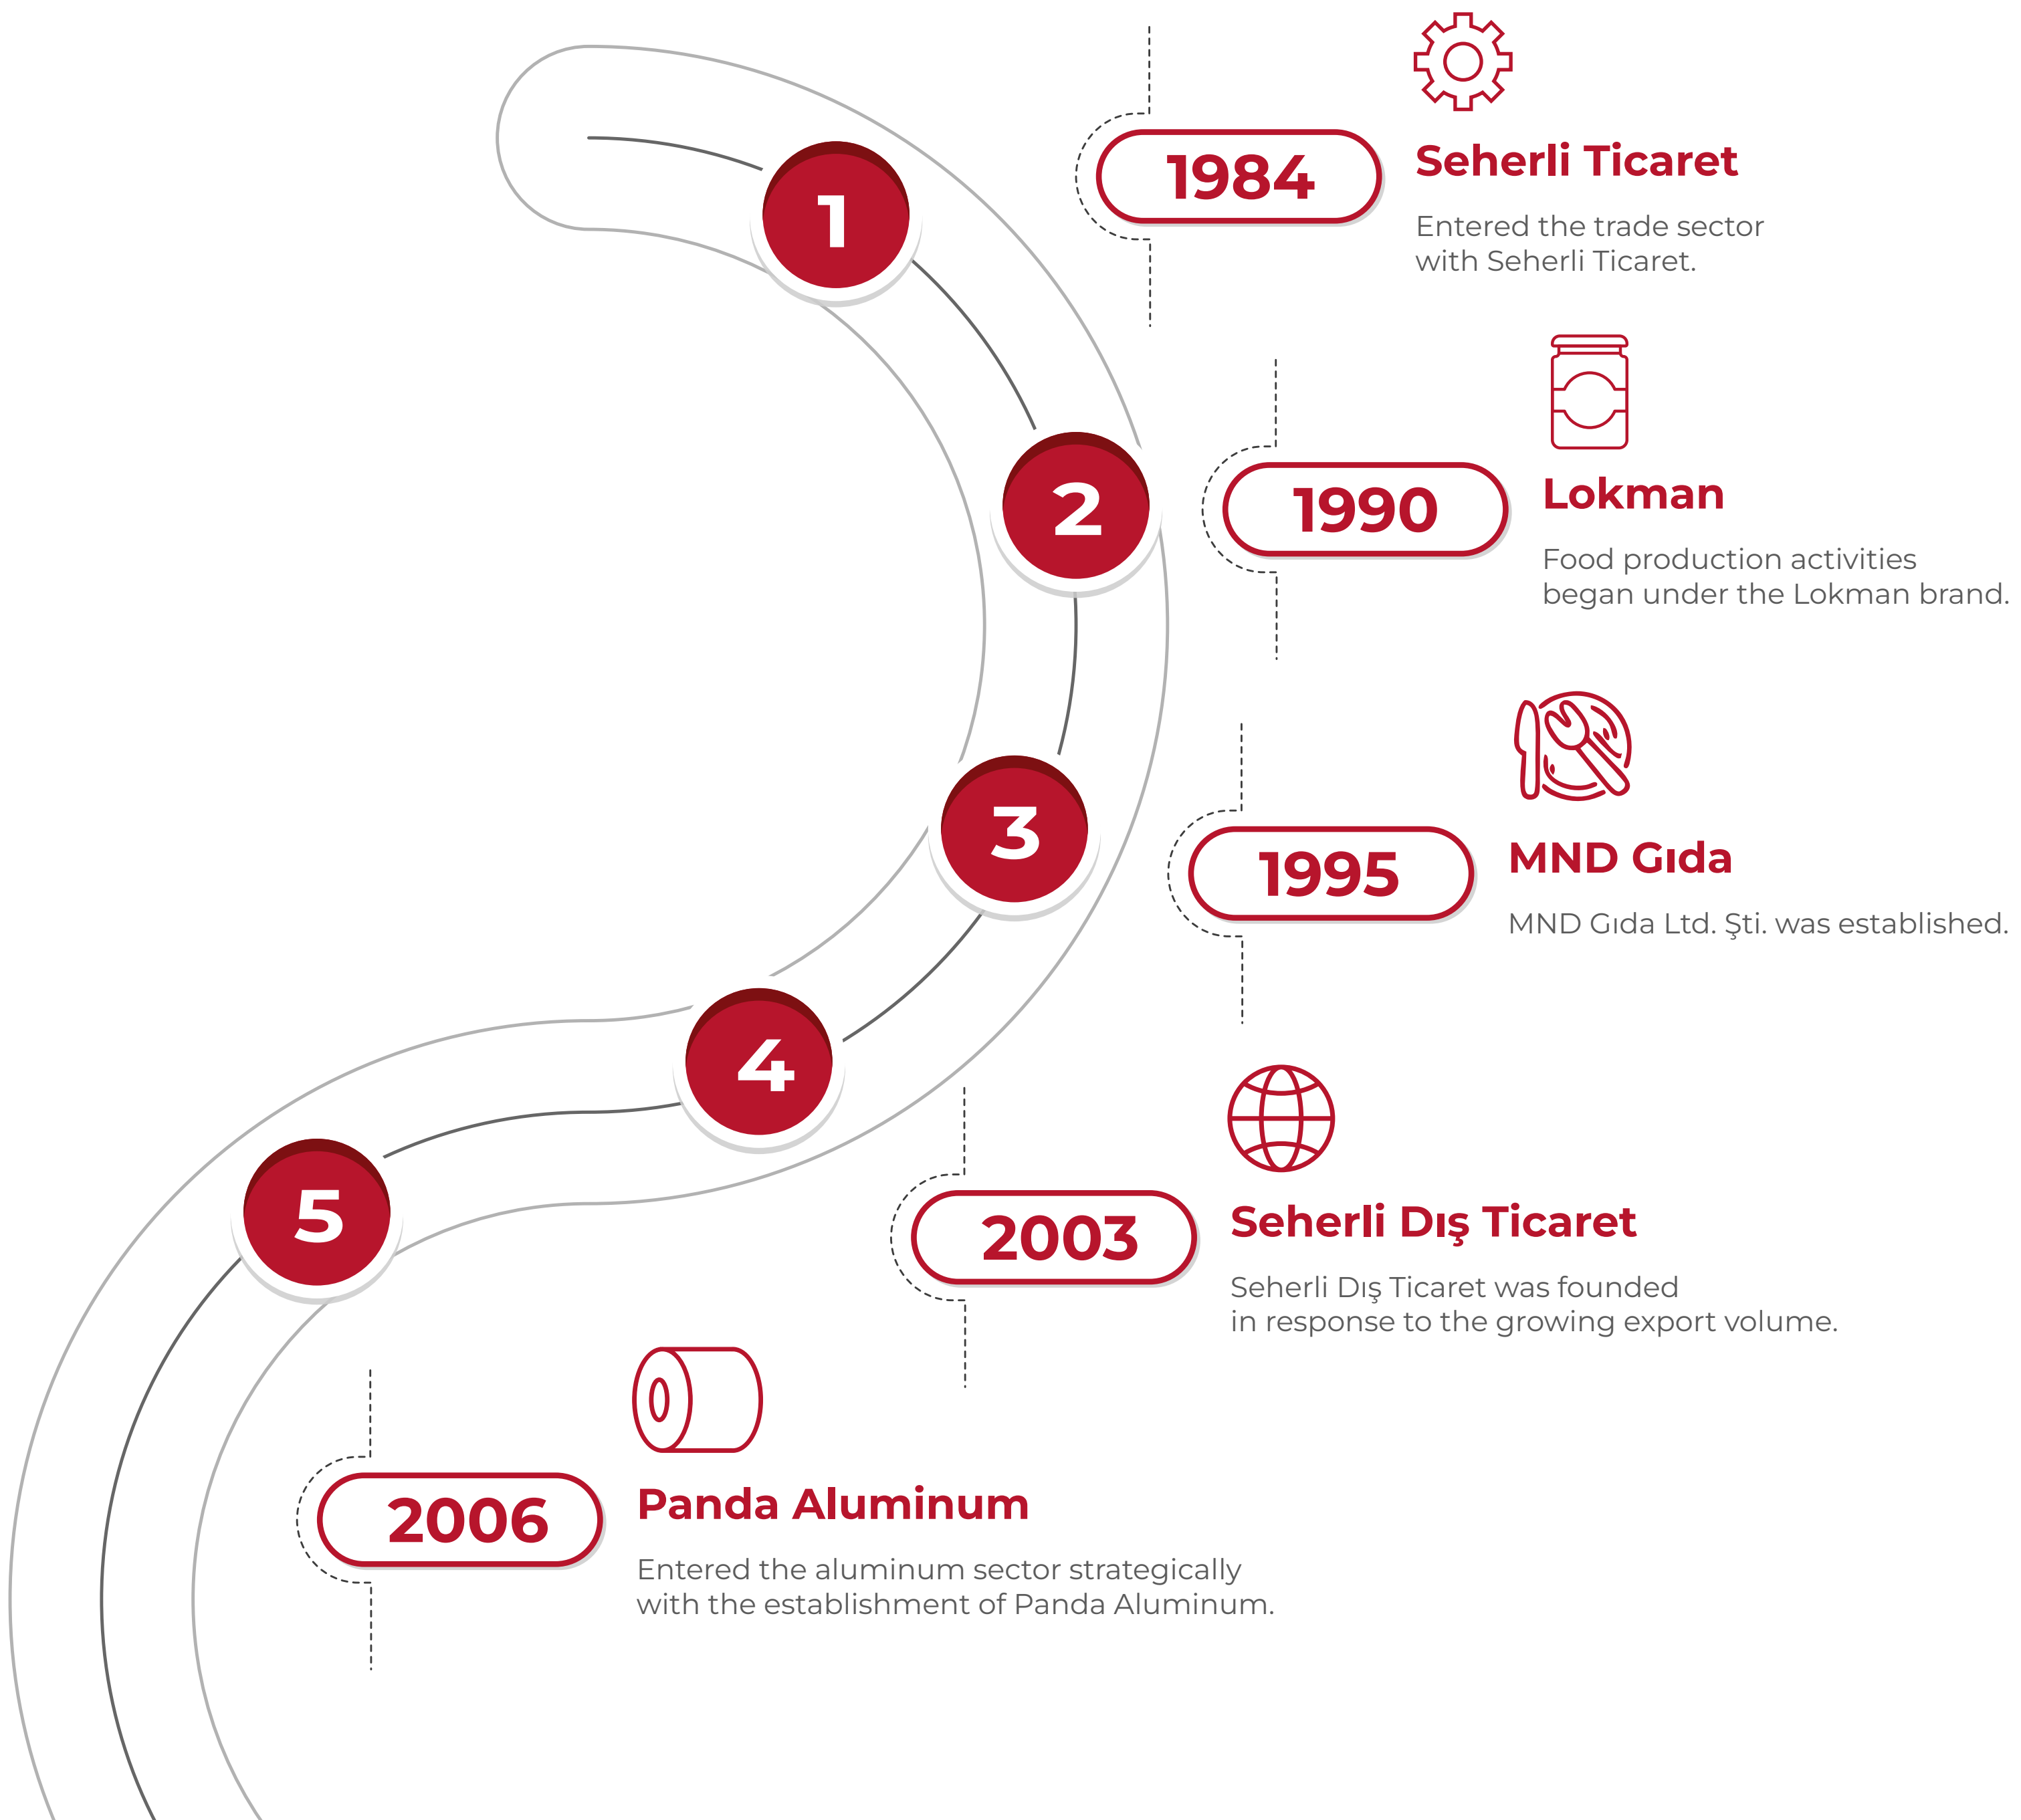 1
1984
Seherli Ticaret
Entered the trade sector
with Seherli Ticaret.
2
1990
Lokman
Food production activities
began under the Lokman brand.
3
1995
MND Gıda
MND Gıda Ltd. Şti. was established.
4
2003
Seherli Dış Ticaret
Seherli Dış Ticaret was founded
in response to the growing export volume.
5
2006
Panda Aluminum
Entered the aluminum sector strategically
with the establishment of Panda Aluminum.